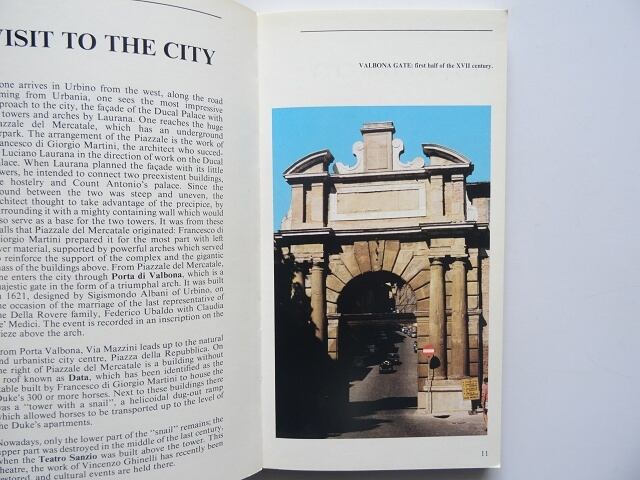 VISIT TO THE CITY
one arrives in Urbino from the west, along the road
ming from Urbania, one sees the most impressive
proach to the city, the façade of the Ducal Palace with
towers and arches by Laurana. One reaches the huge
azzale del Mercatale, which has an underground
rpark. The arrangement of the Piazzale is the work of
ancesco di Giorgio Martini, the architect who succed-
Luciano Laurana in the direction of work on the Ducal
lace. When Laurana planned the façade with its little
wers, he intended to connect two preexistent buildings,
e hostelry and Count Antonio's palace. Since the
ound between the two was steep and uneven, the
chitect thought to take advantage of the precipice, by
rrounding it with a mighty containing wall which would
so serve as a base for the two towers. It was from these
alls that Piazzale del Mercatale originated: Francesco di
iorgio Martini prepared it for the most part with left
ver material, supported by powerful arches which served
o reinforce the support of the complex and the gigantic
mass of the buildings above. From Piazzale del Mercatale,
ne enters the city through Porta di Valbona, which is a
ajestic gate in the form of a triumphal arch. It was built
n 1621, designed by Sigismondo Albani of Urbino, on
he occasion of the marriage of the last representative of
he Della Rovere family, Federico Ubaldo with Claudia
e' Medici. The event is recorded in an inscription on the
rieze above the arch.
rom Porta Valbona, Via Mazzini leads up to the natural
nd urbanistic city centre, Piazza della Repubblica. On
he right of Piazzale del Mercatale is a building without
roof known as Data, which has been identified as the
table built by Francesco di Giorgio Martini to house the
Duke's 300 or more horses. Next to these buildings there
was a "tower with a snail", a helicoidal dug-out ramp
which allowed horses to be transported up to the level of
the Duke's apartments.
Nowadays, only the lower part of the "snail" remains; the
upper part was destroyed in the middle of the last century,
when the Teatro Sanzio was built above the tower. This
theatre, the work of Vincenzo Ghinelli has recently been
restored, and cultural events are held there.
VALBONA GATE: first half of the XVII century.
11